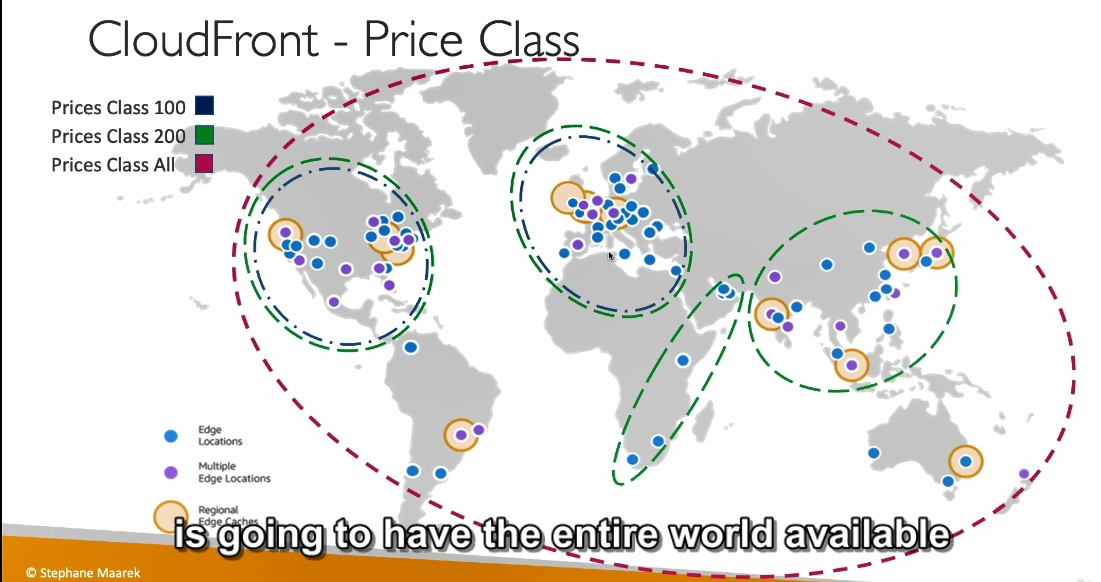 CloudFront - Price Class
Prices Class 100
Prices Class 200
Prices Class All
Edge
Locations
Multiple
Edge Locations
Regional
Edge Caches
is going to have the entire world available
© Stephane Maarek